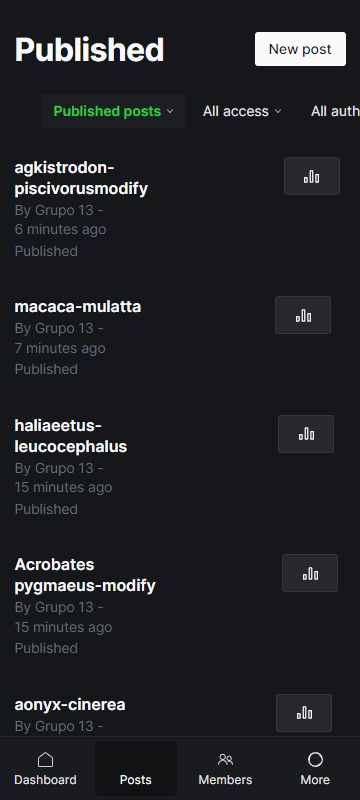 Published
New post
Published posts
All access
All auth
agkistrodon-
piscivorusmodify
By Grupo 13 -
6 minutes ago
Published
macaca-mulatta
By Grupo 13 -
7 minutes ago
Published
haliaeetus-
leucocephalus
By Grupo 13 -
15 minutes ago
Published
Acrobates
pygmaeus-modify
By Grupo 13 -
15 minutes ago
Published
aonyx-cinerea
By Grupo 13 -
Dashboard
Posts
Members
More